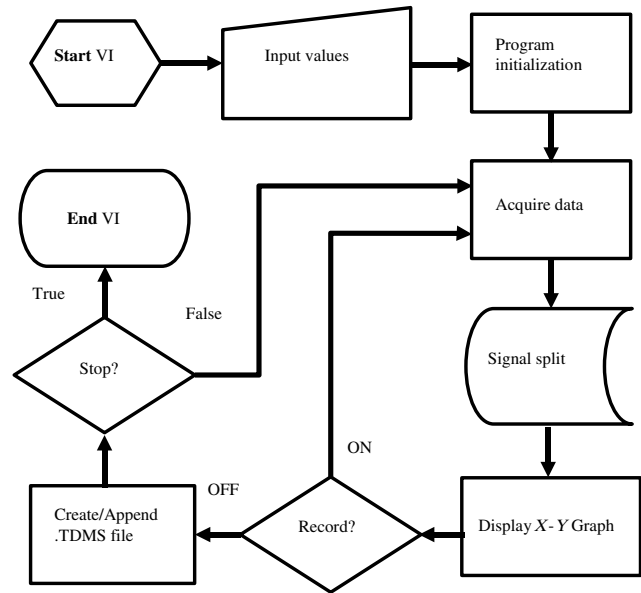 Start VI
Input values
Program
initialization
Acquire data
End VI
True
False
Signal split
Stop?
ON
OFF
Create/Append
.TDMS file
Record?
Display X-Y Graph